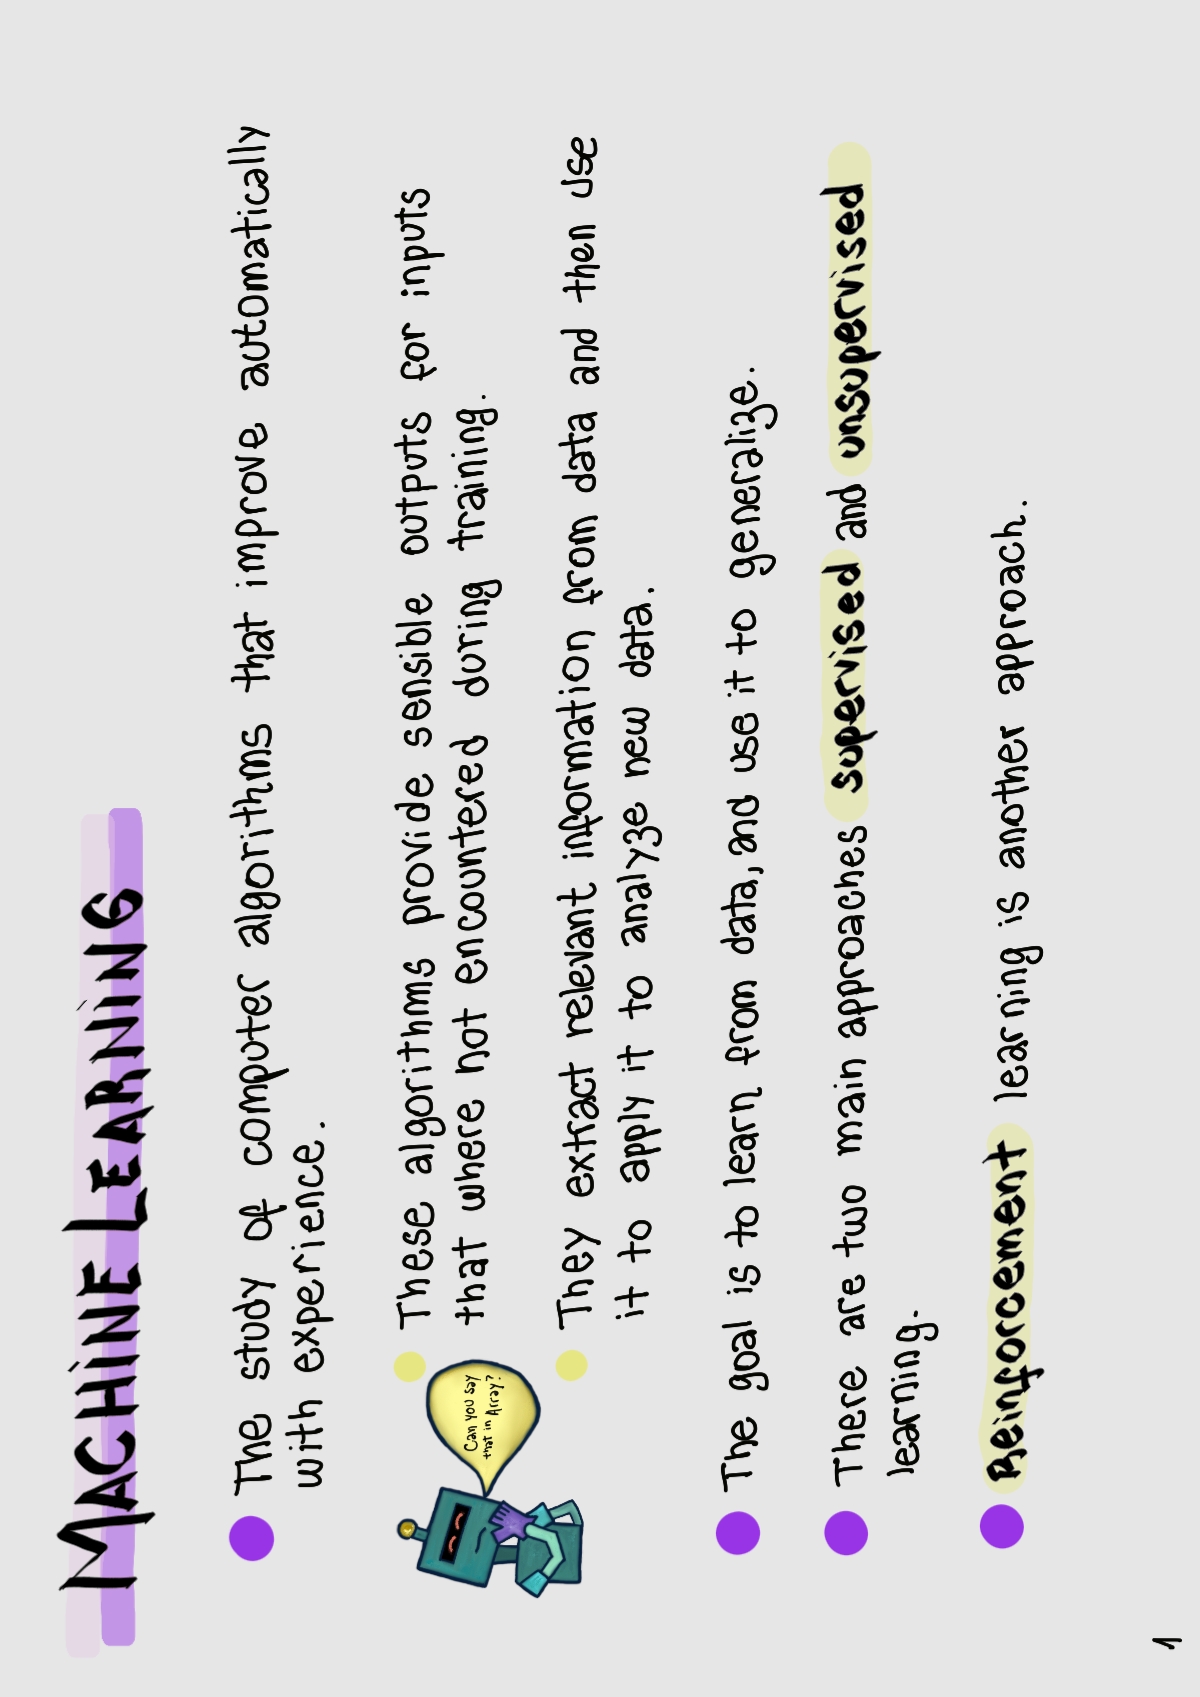 MACHINE LEARNING
The study of computer algorithms that improve automatically
with experience.
These algorithms provide sensible outputs for inputs
that where not encountered during training.
Can you say
that in Array?
They extract relevant information from data and then use
it to apply it to analyze new data.
The goal is to learn from data, and use it to generalize.
There are two main approaches supervised and unsupervised
learning.
Reinforcement learning is another approach.
1